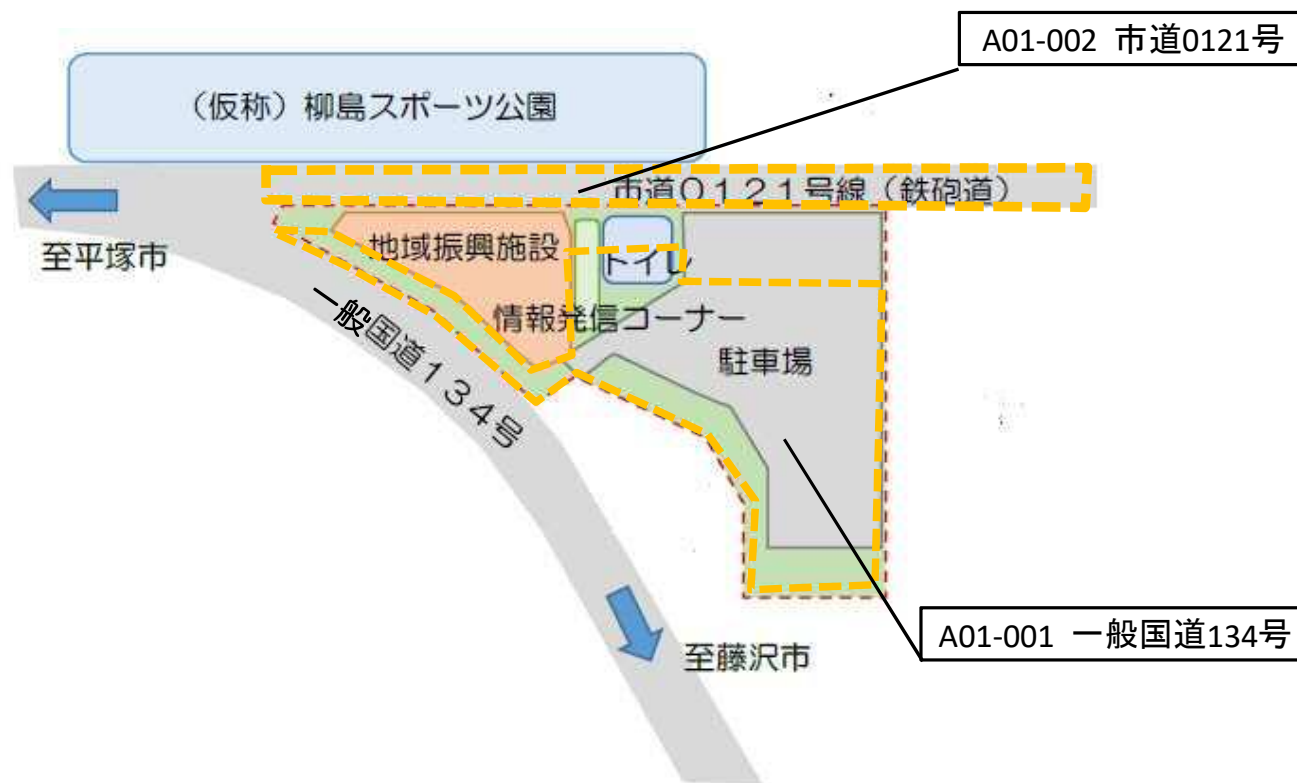 A01-002 市道0121号
（仮称）柳島スポーツ公園
市道０１２１号線（鉄砲道）
至平塚市
地域振興施設
トイレ
情報発信コーナー
駐車場
一般国道１３４号
A01-001 一般国道134号
至藤沢市